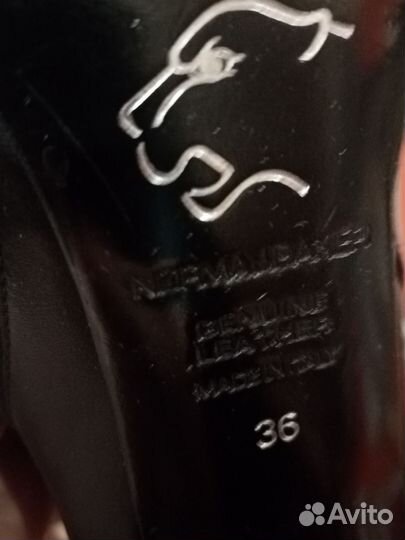 GENUINE
LEATHER
MADE IN ITALY
36
Avito